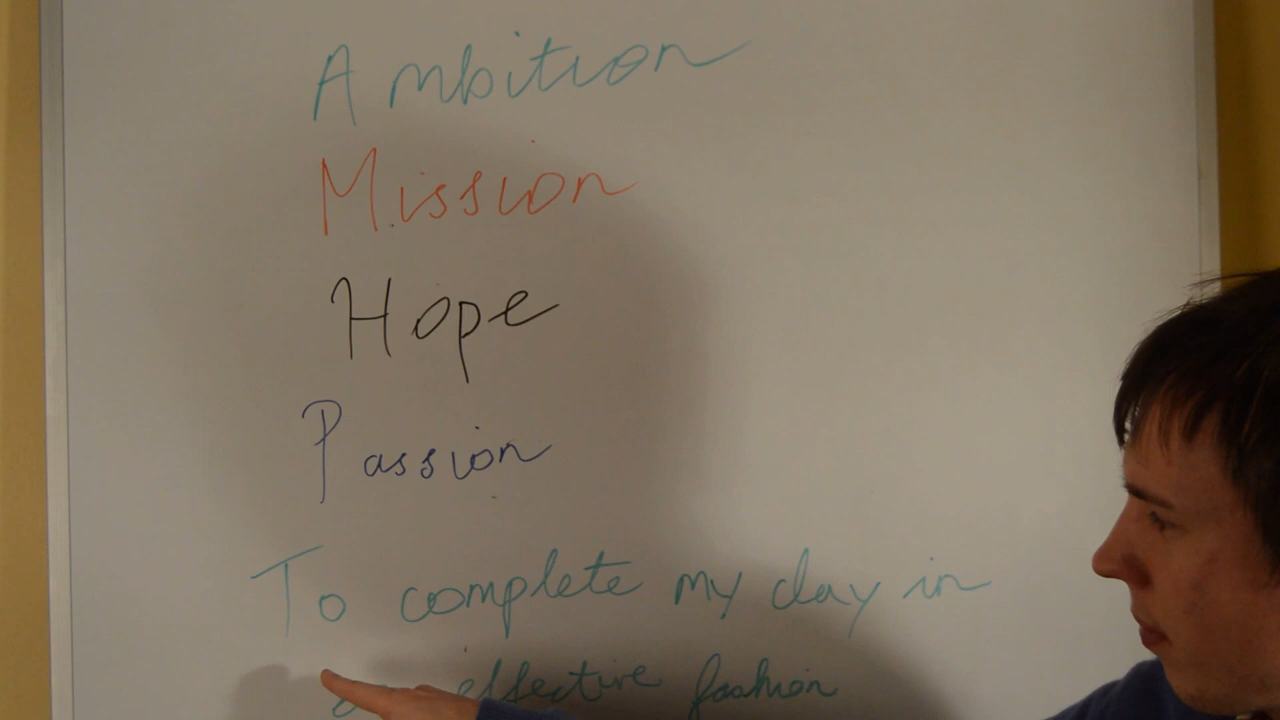 Ambition
Mission
Hope
Passion
To complete my day in
effective fashion